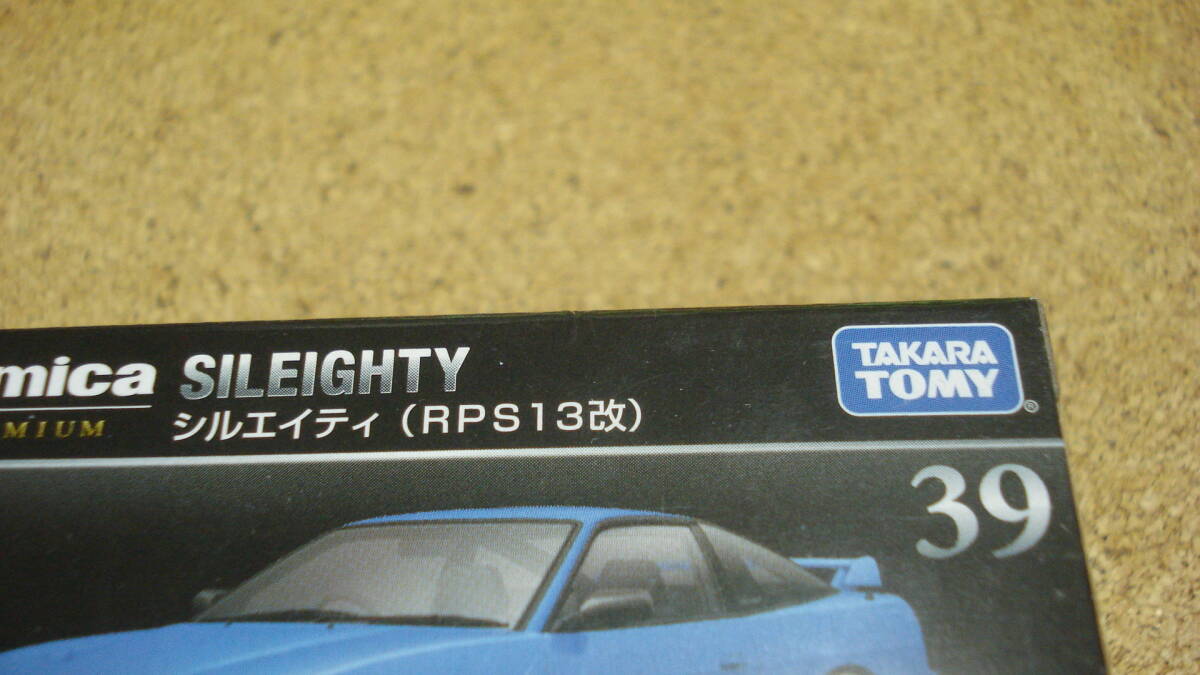 mica SILEIGHTY
MIUM
シルエイティ（RPS13改）
TAKARA
TOMY
®
39